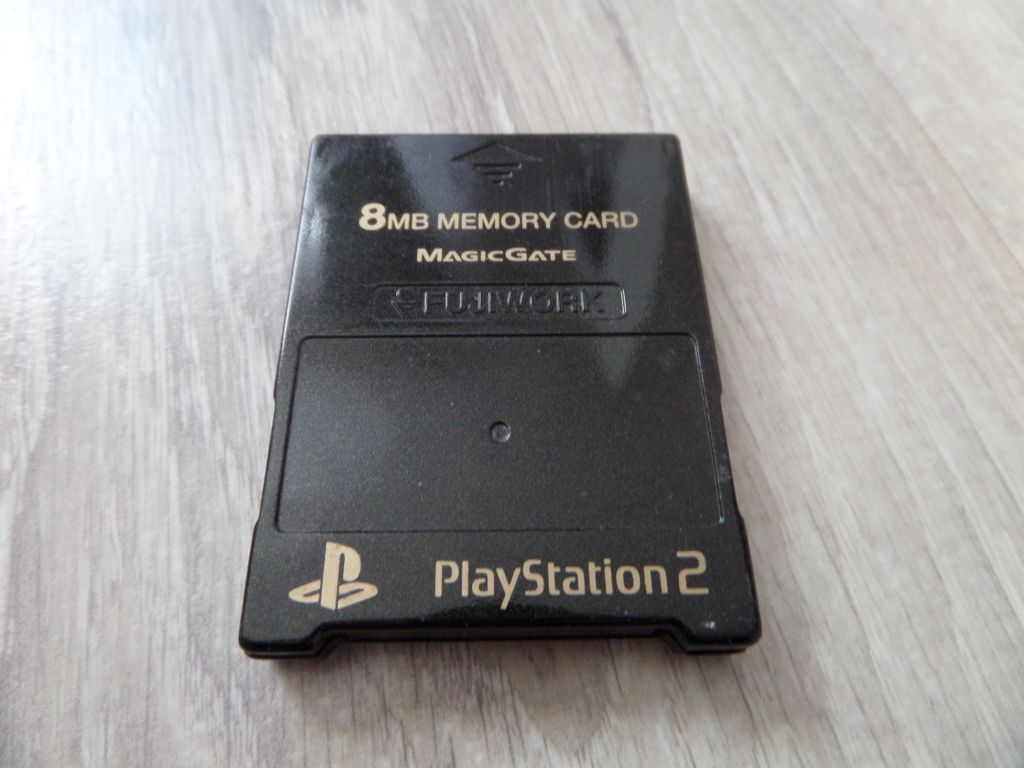 8MB MEMORY CARD
MAGICGATE
FUJIWORK
PlayStation 2